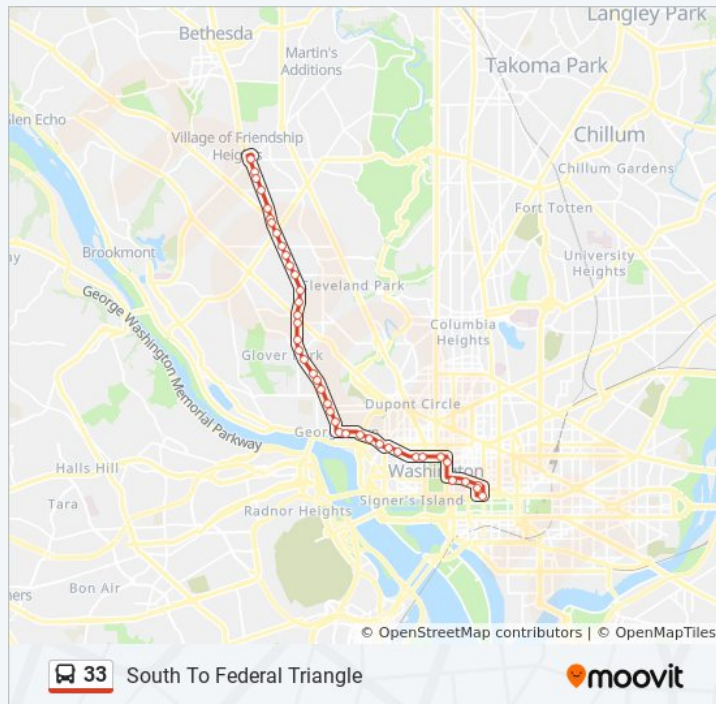 Langley Park
Bethesda
Martin's
Additions
Takoma Park
len Echo
Village of Friendship
Heights
Chillum
Chillum Gardens
Fort Totten
Brookmont
University
Heights
Cleveland Park
George Washington Memorial Parkway
Columbia
Heights
Glover Park
Dupont Circle
Georgetown
Halls Hill
Washington
Tara
Signer's Island
Radnor Heights
Bon Air
© OpenStreetMap contributors | © OpenMapTiles
33 South To Federal Triangle
moovit